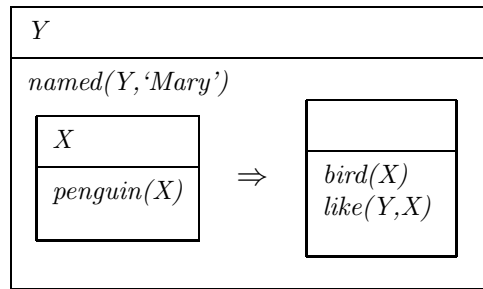 Y
named(Y,‘Mary’)
X
penguin(X)
⇒
bird(X)
like(Y,X)